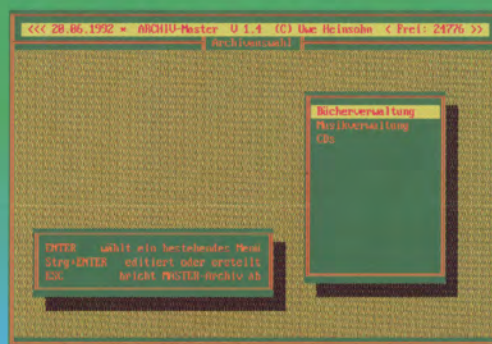 <<< 20.06.1992 * ARCHIV-Master V 1.4 (C) Uwe Heinsohn < Frei: 24776 >>
Archivauswahl
Bücherverwaltung
Musikverwaltung
CDs
ENTER wählt ein bestehendes Menü
Strg+ENTER editiert oder erstellt
ESC bricht MASTER-Archiv ab